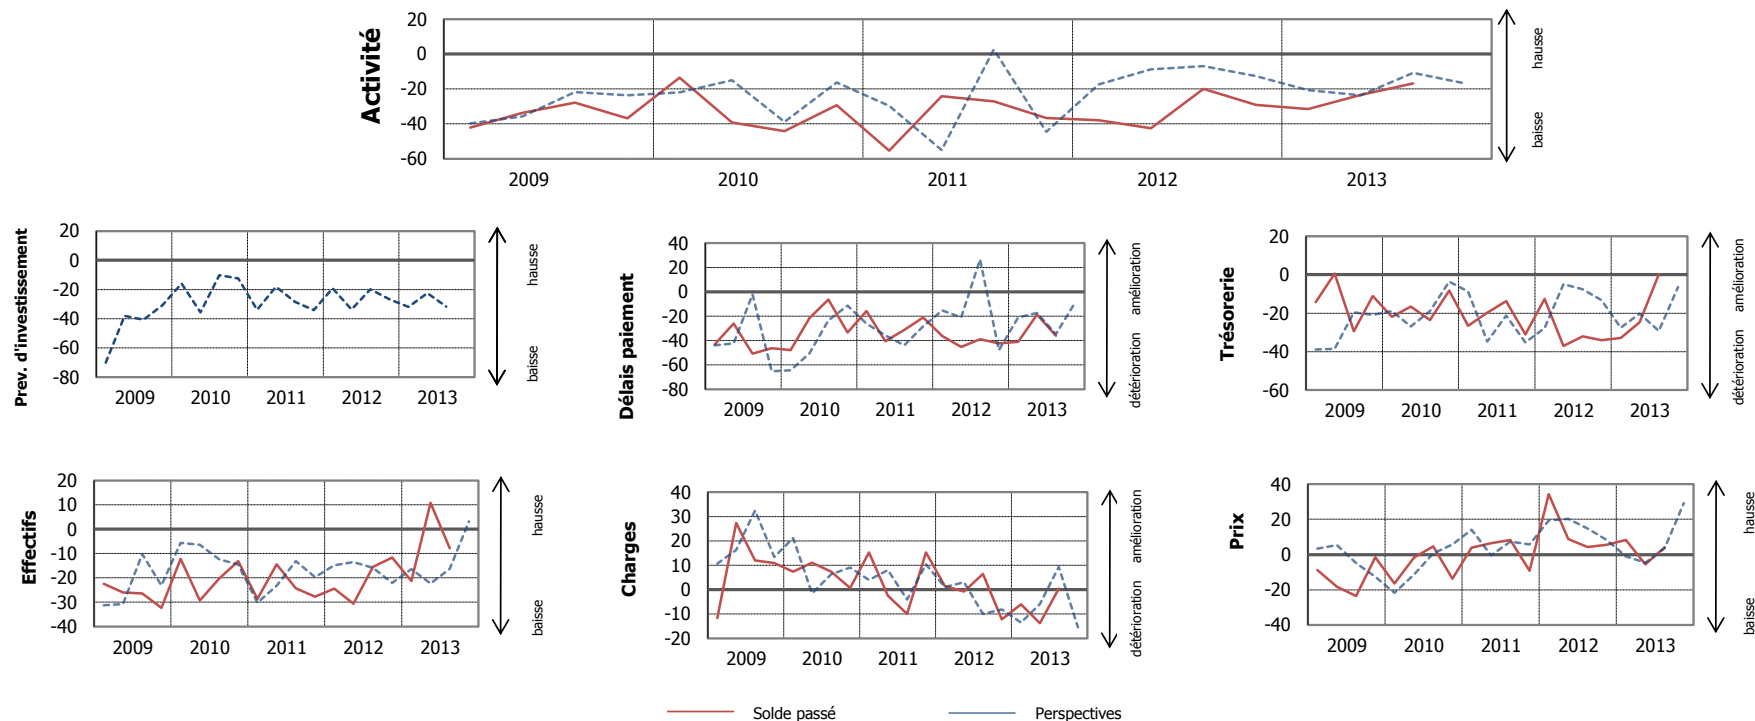 Activité
20
0
-20
-40
-60
2009 2010 2011 2012 2013
hausse
baisse
Prev. d'investissement
20
0
-20
-40
-60
-80
2009 2010 2011 2012 2013
hausse
baisse
Délais paiement
40
20
0
-20
-40
-60
-80
2009 2010 2011 2012 2013
amélioration
détérioration
Trésorerie
20
0
-20
-40
-60
2009 2010 2011 2012 2013
amélioration
détérioration
Effectifs
20
10
0
-10
-20
-30
-40
2009 2010 2011 2012 2013
hausse
baisse
Charges
40
30
20
10
0
-10
-20
2009 2010 2011 2012 2013
amélioration
détérioration
Prix
40
20
0
-20
-40
2009 2010 2011 2012 2013
hausse
baisse
Solde passé Perspectives